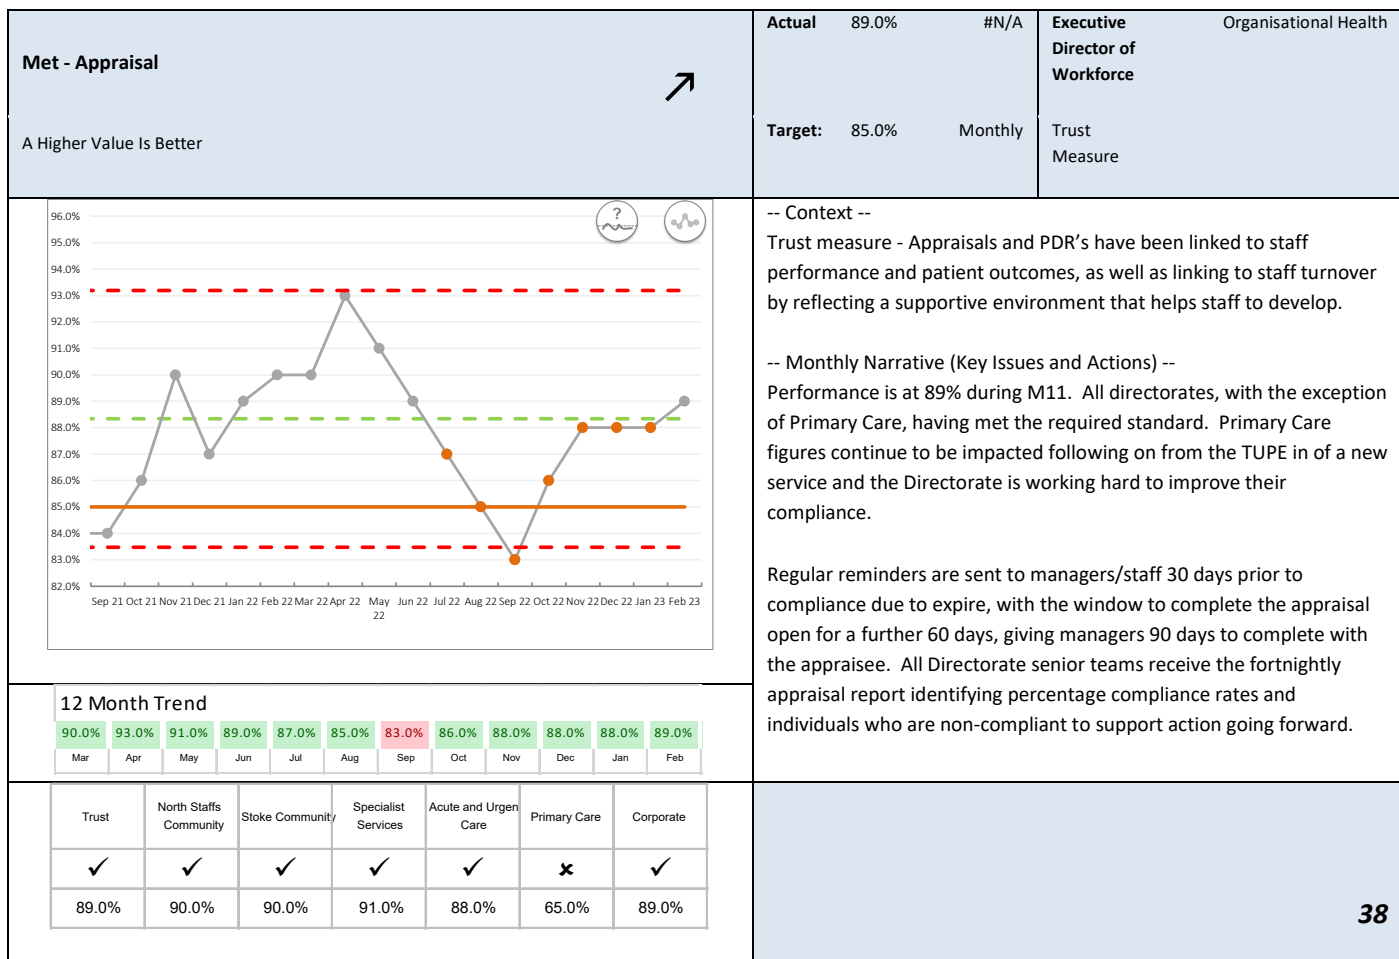 Met - Appraisal
A Higher Value Is Better
Actual 89.0% #N/A
Target: 85.0% Monthly
Executive
Director of
Workforce
Organisational Health
Trust
Measure
?
96.0%
95.0%
94.0%
93.0%
92.0%
91.0%
90.0%
89.0%
88.0%
87.0%
86.0%
85.0%
84.0%
83.0%
82.0%
Sep 21 Oct 21 Nov 21 Dec 21 Jan 22 Feb 22 Mar 22 Apr 22 May 22 Jun 22 Jul 22 Aug 22 Sep 22 Oct 22 Nov 22 Dec 22 Jan 23 Feb 23
-- Context --
Trust measure - Appraisals and PDR's have been linked to staff
performance and patient outcomes, as well as linking to staff turnover
by reflecting a supportive environment that helps staff to develop.
-- Monthly Narrative (Key Issues and Actions) --
Performance is at 89% during M11. All directorates, with the exception
of Primary Care, having met the required standard. Primary Care
figures continue to be impacted following on from the TUPE in of a new
service and the Directorate is working hard to improve their
compliance.
Regular reminders are sent to managers/staff 30 days prior to
compliance due to expire, with the window to complete the appraisal
open for a further 60 days, giving managers 90 days to complete with
the appraisee. All Directorate senior teams receive the fortnightly
appraisal report identifying percentage compliance rates and
individuals who are non-compliant to support action going forward.
12 Month Trend
90.0% 93.0% 91.0% 89.0% 87.0% 85.0% 83.0% 86.0% 88.0% 88.0% 88.0% 89.0%
Mar Apr May Jun Jul Aug Sep Oct Nov Dec Jan Feb
Trust
North Staffs
Community
Stoke Community
Specialist
Services
Acute and Urgen
Care
Primary Care
Corporate
✓ ✓ ✓ ✓ ✓ ✗ ✓
89.0% 90.0% 90.0% 91.0% 88.0% 65.0% 89.0%
38